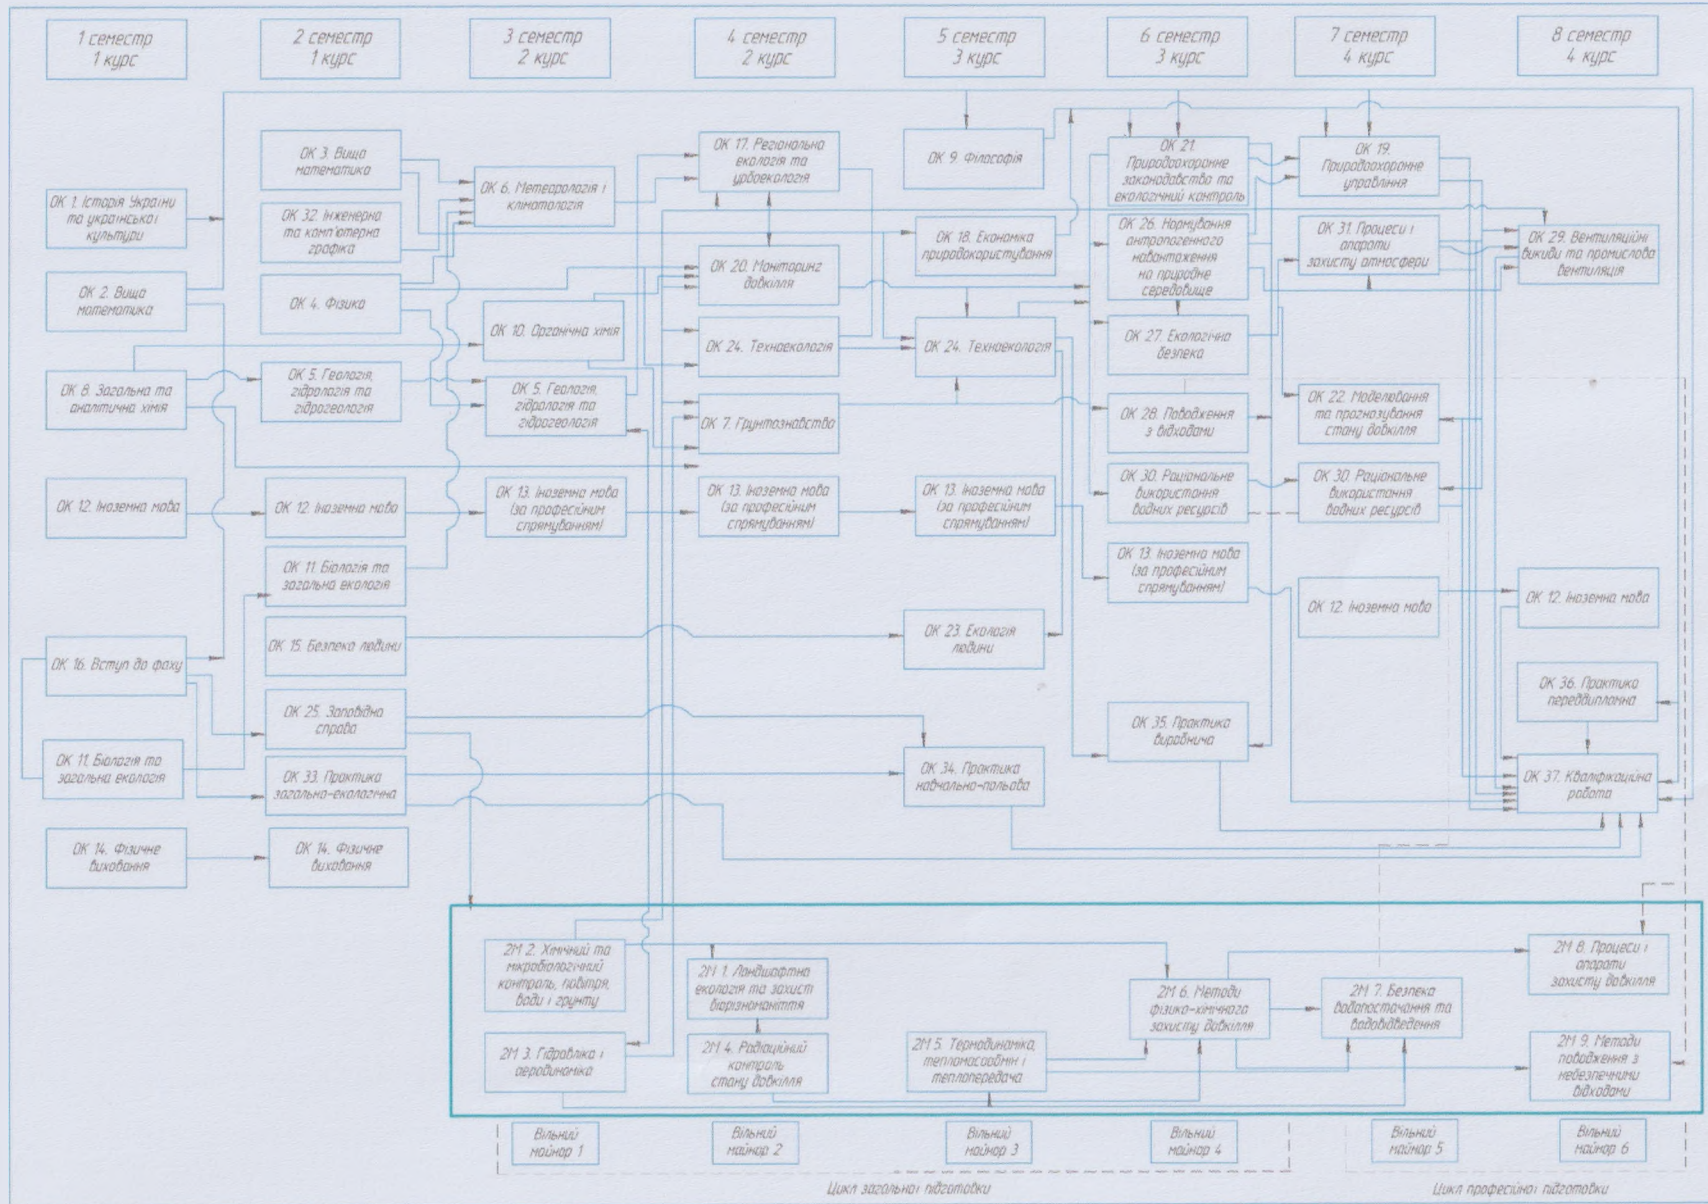 1 семестр
1 курс
2 семестр
1 курс
3 семестр
2 курс
4 семестр
2 курс
5 семестр
3 курс
6 семестр
3 курс
7 семестр
4 курс
8 семестр
4 курс
ОК 1. Історія України
та української
культури
ОК 2. Вища
математика
ОК 8. Загальна та
аналітична хімія
ОК 12. Іноземна мова
ОК 16. Вступ до фаху
ОК 11. Біологія та
загальна екологія
ОК 14. Фізичне
виховання
ОК 3. Вища
математика
ОК 32. Інженерна
та комп'ютерна
графіка
ОК 4. Фізика
ОК 5. Геологія,
гідрологія та
гідрогеологія
ОК 12. Іноземна мова
ОК 11. Біологія та
загальна екологія
ОК 15. Безпека людини
ОК 25. Заповідна
справа
ОК 33. Практика
загально-екологічна
ОК 14. Фізичне
виховання
ОК 6. Метеорологія і
кліматологія
ОК 10. Органічна хімія
ОК 5. Геологія,
гідрологія та
гідрогеологія
ОК 13. Іноземна мова
(за професійним
спрямуванням)
ОК 17. Регіональна
екологія та
урбоекологія
ОК 20. Моніторинг
довкілля
ОК 24. Техноекологія
ОК 7. Грунтознавство
ОК 13. Іноземна мова
(за професійним
спрямуванням)
ОК 9. Філософія
ОК 18. Економіка
природокористування
ОК 24. Техноекологія
ОК 13. Іноземна мова
(за професійним
спрямуванням)
ОК 23. Екологія
людини
ОК 34. Практика
навчально-польова
ОК 21.
Природоохоронне
законодавство та
екологічний контроль
ОК 26. Нормування
антропогенного
навантаження
на природне
середовище
ОК 27. Екологічна
безпека
ОК 28. Поводження
з відходами
ОК 30. Раціональне
використання
водних ресурсів
ОК 13. Іноземна мова
(за професійним
спрямуванням)
ОК 35. Практика
виробнича
ОК 19.
Природоохоронне
управління
ОК 31. Процеси і
апарати
захисту атмосфери
ОК 22. Моделювання
та прогнозування
стану довкілля
ОК 30. Раціональне
використання
водних ресурсів
ОК 12. Іноземна мова
ОК 29. Вентиляційні
викиди та промислова
вентиляція
ОК 12. Іноземна мова
ОК 36. Практика
переддипломна
ОК 37. Кваліфікаційна
робота
2М 2. Хімічний та
мікробіологічний
контроль, повітря,
води і грунту
2М 3. Гідравліка і
аеродинаміка
2М 1. Ландшафтна
екологія та захист
біорізноманіття
2М 4. Радіаційний
контроль
стану довкілля
2М 5. Термодинаміка,
тепломасообмін і
теплопередача
2М 6. Методи
фізико-хімічного
захисту довкілля
2М 7. Безпека
водопостачання та
водовідведення
2М 8. Процеси і
апарати
захисту довкілля
2М 9. Методи
поводження з
небезпечними
відходами
Вільний
майнор 1
Вільний
майнор 2
Вільний
майнор 3
Вільний
майнор 4
Вільний
майнор 5
Вільний
майнор 6
Цикл загальної підготовки
Цикл професійної підготовки